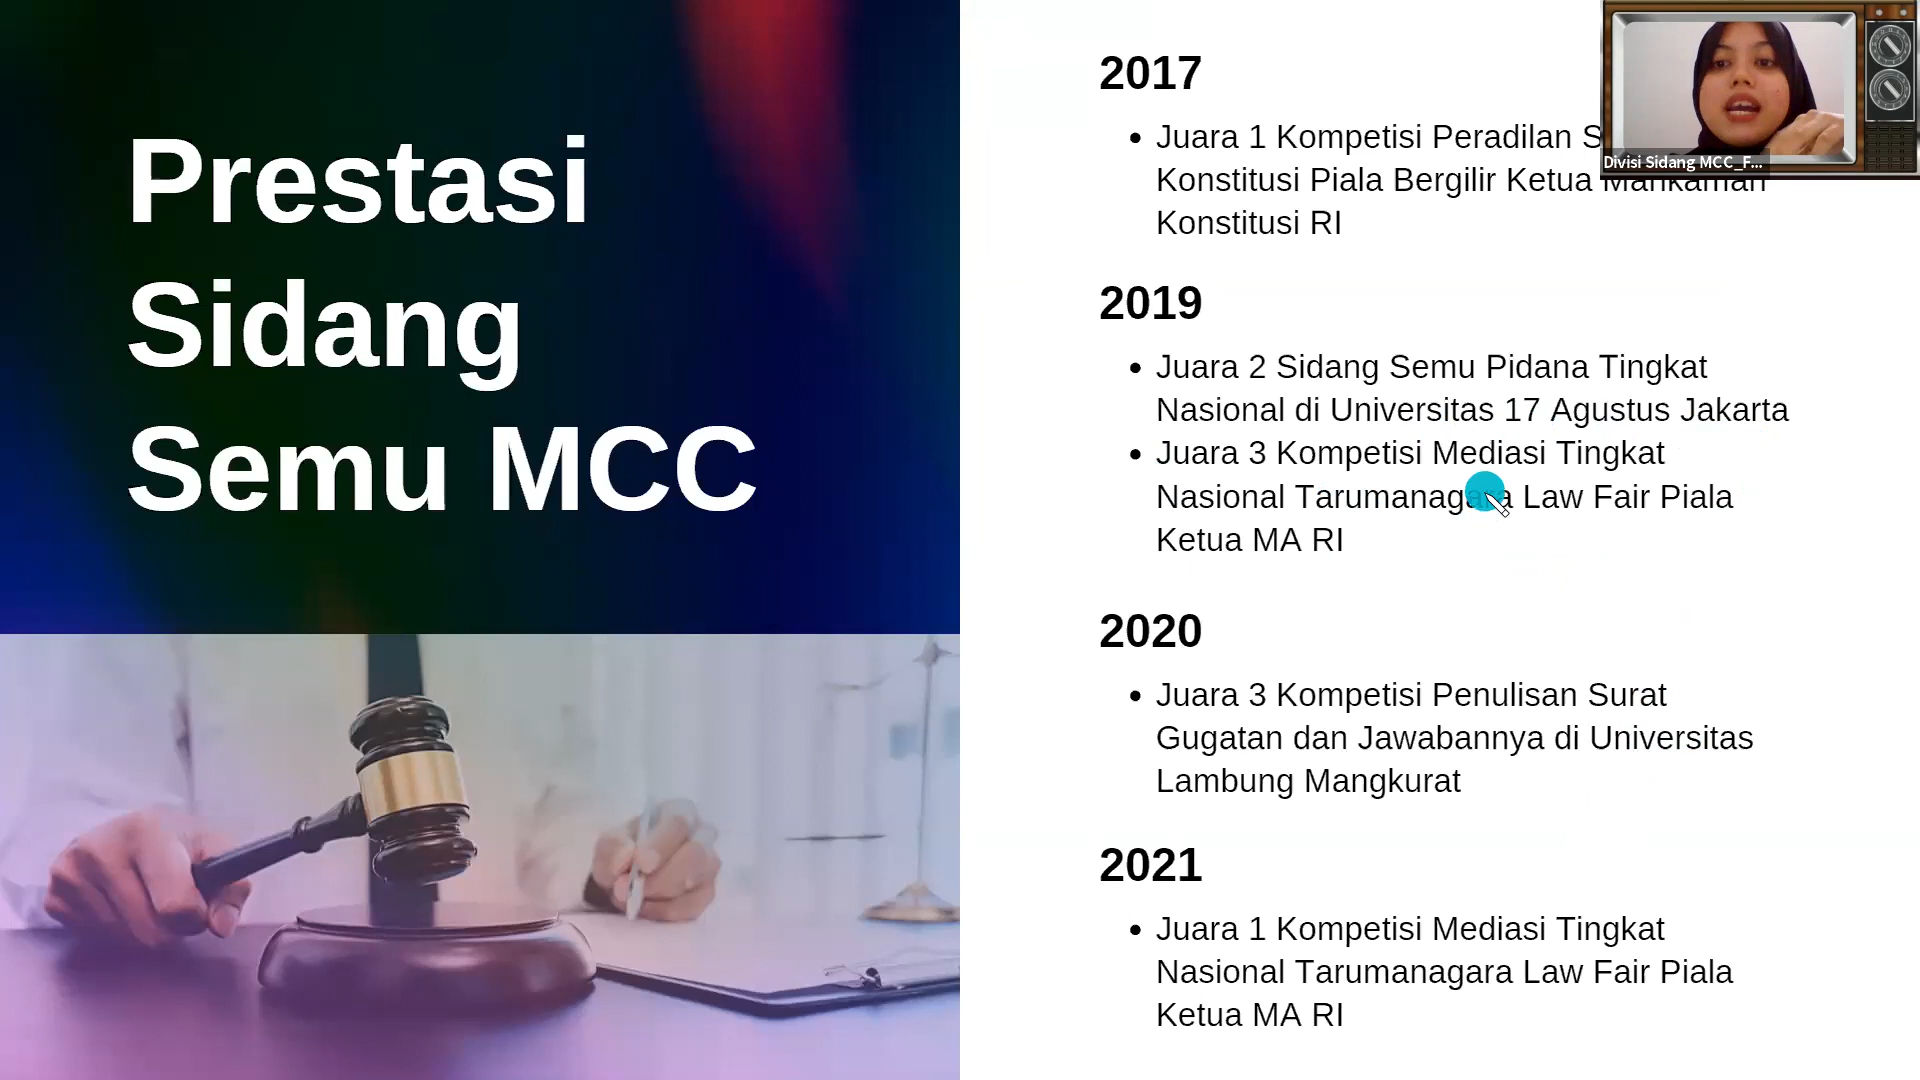 Prestasi
Sidang
Semu MCC
2017
Juara 1 Kompetisi Peradilan
Konstitusi Piala Bergilir Ketua Mahkamah
Konstitusi RI
2019
Juara 2 Sidang Semu Pidana Tingkat
Nasional di Universitas 17 Agustus Jakarta
Juara 3 Kompetisi Mediasi Tingkat
Nasional Tarumanagara Law Fair Piala
Ketua MA RI
2020
Juara 3 Kompetisi Penulisan Surat
Gugatan dan Jawabannya di Universitas
Lambung Mangkurat
2021
Juara 1 Kompetisi Mediasi Tingkat
Nasional Tarumanagara Law Fair Piala
Ketua MA RI
Divisi Sidang MCC_F...